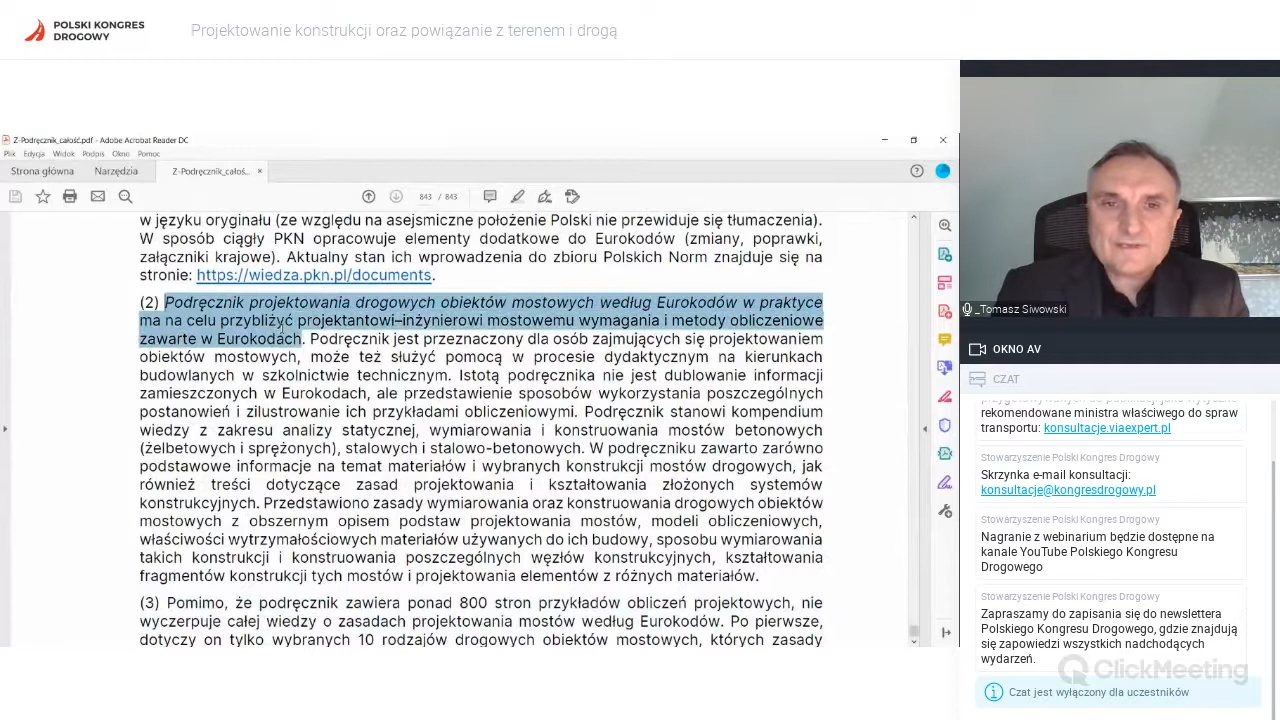 POLSKI KONGRES
DROGOWY
Projektowanie konstrukcji oraz powiązanie z terenem i drogą
Z-Podręcznik_całość.pdf - Adobe Acrobat Reader DC
Plik Edycja Widok Podpis Okno Pomoc
Strona główna Narzędzia Z-Podręcznik_całoś... ×
843 / 843
w języku oryginału (ze względu na asejsmiczne położenie Polski nie przewiduje się tłumaczenia).
W sposób ciągły PKN opracowuje elementy dodatkowe do Eurokodów (zmiany, poprawki,
załączniki krajowe). Aktualny stan ich wprowadzenia do zbioru Polskich Norm znajduje się na
stronie: https://wiedza.pkn.pl/documents.
(2) Podręcznik projektowania drogowych obiektów mostowych według Eurokodów w praktyce
ma na celu przybliżyć projektantowi–inżynierowi mostowemu wymagania i metody obliczeniowe
zawarte w Eurokodach. Podręcznik jest przeznaczony dla osób zajmujących się projektowaniem
obiektów mostowych, może też służyć pomocą w procesie dydaktycznym na kierunkach
budowlanych w szkolnictwie technicznym. Istotą podręcznika nie jest dublowanie informacji
zamieszczonych w Eurokodach, ale przedstawienie sposobów wykorzystania poszczególnych
postanowień i zilustrowanie ich przykładami obliczeniowymi. Podręcznik stanowi kompendium
wiedzy z zakresu analizy statycznej, wymiarowania i konstruowania mostów betonowych
(żelbetowych i sprężonych), stalowych i stalowo-betonowych. W podręczniku zawarto zarówno
podstawowe informacje na temat materiałów i wybranych konstrukcji mostów drogowych, jak
również treści dotyczące zasad projektowania i kształtowania złożonych systemów
konstrukcyjnych. Przedstawiono zasady wymiarowania oraz konstruowania drogowych obiektów
mostowych z obszernym opisem podstaw projektowania mostów, modeli obliczeniowych,
właściwości wytrzymałościowych materiałów używanych do ich budowy, sposobu wymiarowania
takich konstrukcji i konstruowania poszczególnych węzłów konstrukcyjnych, kształtowania
fragmentów konstrukcji tych mostów i projektowania elementów z różnych materiałów.
(3) Pomimo, że podręcznik zawiera ponad 800 stron przykładów obliczeń projektowych, nie
wyczerpuje całej wiedzy o zasadach projektowania mostów według Eurokodów. Po pierwsze,
dotyczy on tylko wybranych 10 rodzajów drogowych obiektów mostowych, których zasady
_Tomasz Siwowski
OKNO AV
CZAT
rekomendowane ministra właściwego do spraw
transportu: konsultacje.viaexpert.pl
Stowarzyszenie Polski Kongres Drogowy
Skrzynka e-mail konsultacji:
konsultacje@kongresdrogowy.pl
Stowarzyszenie Polski Kongres Drogowy
Nagranie z webinarium będzie dostępne na
kanale YouTube Polskiego Kongresu
Drogowego
Stowarzyszenie Polski Kongres Drogowy
Zapraszamy do zapisania się do newslettera
Polskiego Kongresu Drogowego, gdzie znajdują
się zapowiedzi wszystkich nadchodzących
wydarzeń.
ClickMeeting
Czat jest wyłączony dla uczestników